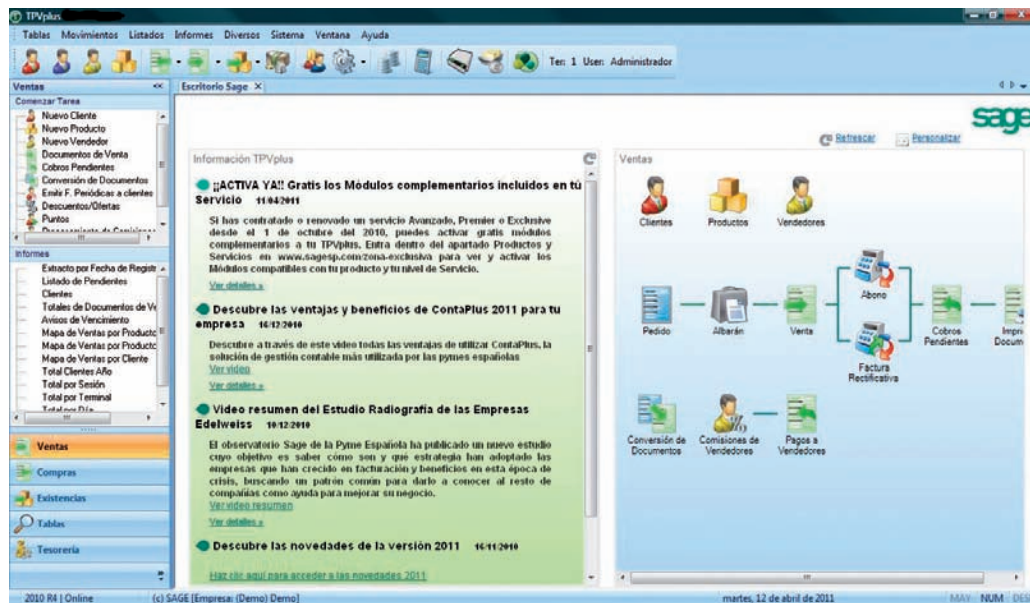 TPVplus
Tablas Movimientos Listados Informes Diversos Sistema Ventana Ayuda
Ter: 1 User: Administrador
Ventas
Escritorio Sage
Comenzar Tarea
Nuevo Cliente
Nuevo Producto
Nuevo Vendedor
Documentos de Venta
Cobros Pendientes
Conversión de Documentos
Emitir F. Periódicas a clientes
Descuentos/Ofertas
Puntos
Informes
Extracto por Fecha de Registr
Listado de Pendientes
Clientes
Totales de Documentos de Ve
Avisos de Vencimiento
Mapa de Ventas por Producto
Mapa de Ventas por Producto
Mapa de Ventas por Cliente
Total Clientes Año
Total por Sesión
Total por Terminal
Total por Día
Ventas
Compras
Existencias
Tablas
Tesorería
sage
Refrescar Personalizar
Información TPVplus
¡¡ACTIVA YA!! Gratis los Módulos complementarios incluidos en tú
Servicio 11/04/2011
Si has contratado o renovado un servicio Avanzado, Premier o Exclusive
desde el 1 de octubre del 2010, puedes activar gratis módulos
complementarios a tu TPVplus. Entra dentro del apartado Productos y
Servicios en www.sagesp.com/zona-exclusiva para ver y activar los
Módulos compatibles con tu producto y tu nivel de Servicio.
Ver detalles »
Descubre las ventajas y beneficios de ContaPlus 2011 para tu
empresa 16/12/2010
Descubre a través de este video todas las ventajas de utilizar ContaPlus, la
solución de gestión contable más utilizada por las pymes españolas
Ver video
Ver detalles »
Video resumen del Estudio Radiografía de las Empresas
Edelweiss 10/12/2010
El observatorio Sage de la Pyme Española ha publicado un nuevo estudio
cuyo objetivo es saber cómo son y qué estrategia han adoptado las
empresas que han crecido en facturación y beneficios en esta época de
crisis, buscando un patrón común para darlo a conocer al resto de
compañías como ayuda para mejorar su negocio.
Ver video resumen
Ver detalles »
Descubre las novedades de la versión 2011 16/11/2010
Haz clic aquí para acceder a las novedades 2011
Ventas
Clientes Productos Vendedores
Abono
Pedido Albarán Venta Cobros
Pendientes
Impri
Docum
Factura
Rectificativa
Conversión de
Documentos
Comisiones de
Vendedores
Pagos a
Vendedores
2010 R4 | Online (c) SAGE [Empresa: (Demo) Demo] martes, 12 de abril de 2011 MAY NUM DES